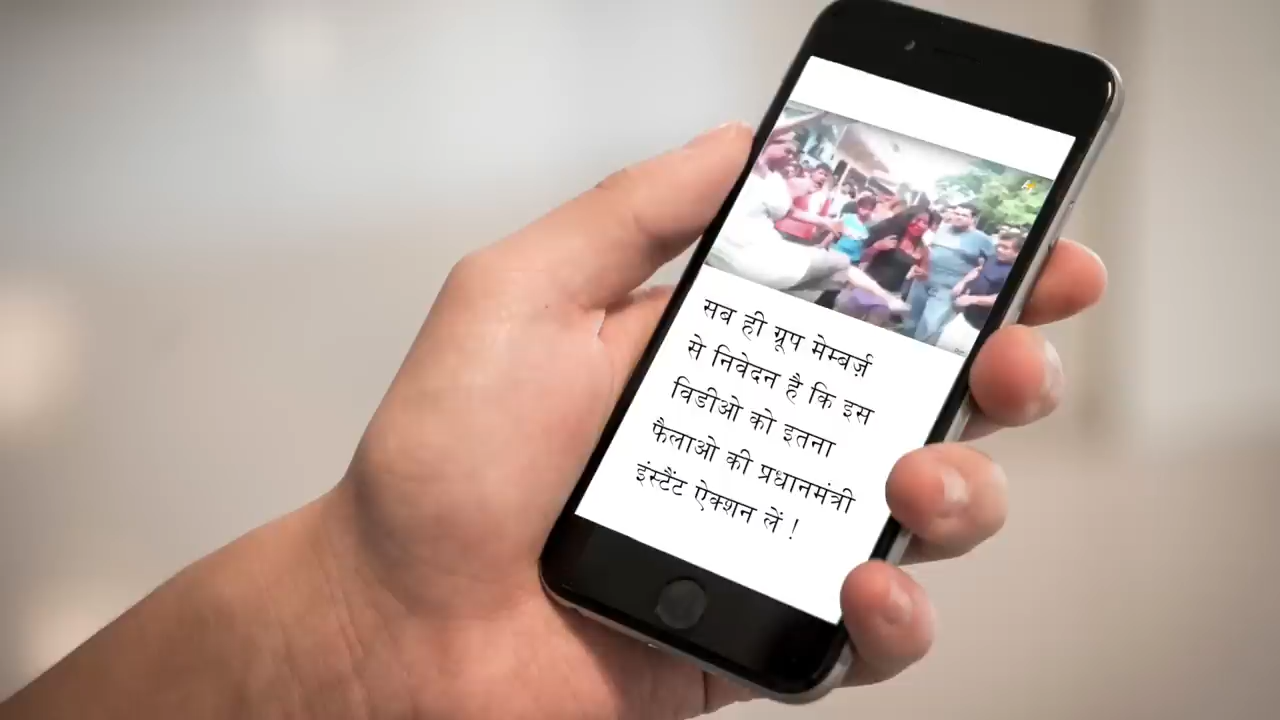 सब ही ग्रूप मेम्बर्ज़
से निवेदन है कि इस
विडीओ को इतना
फैलाओ की प्रधानमंत्री
इंस्टैंट ऐक्शन लें !